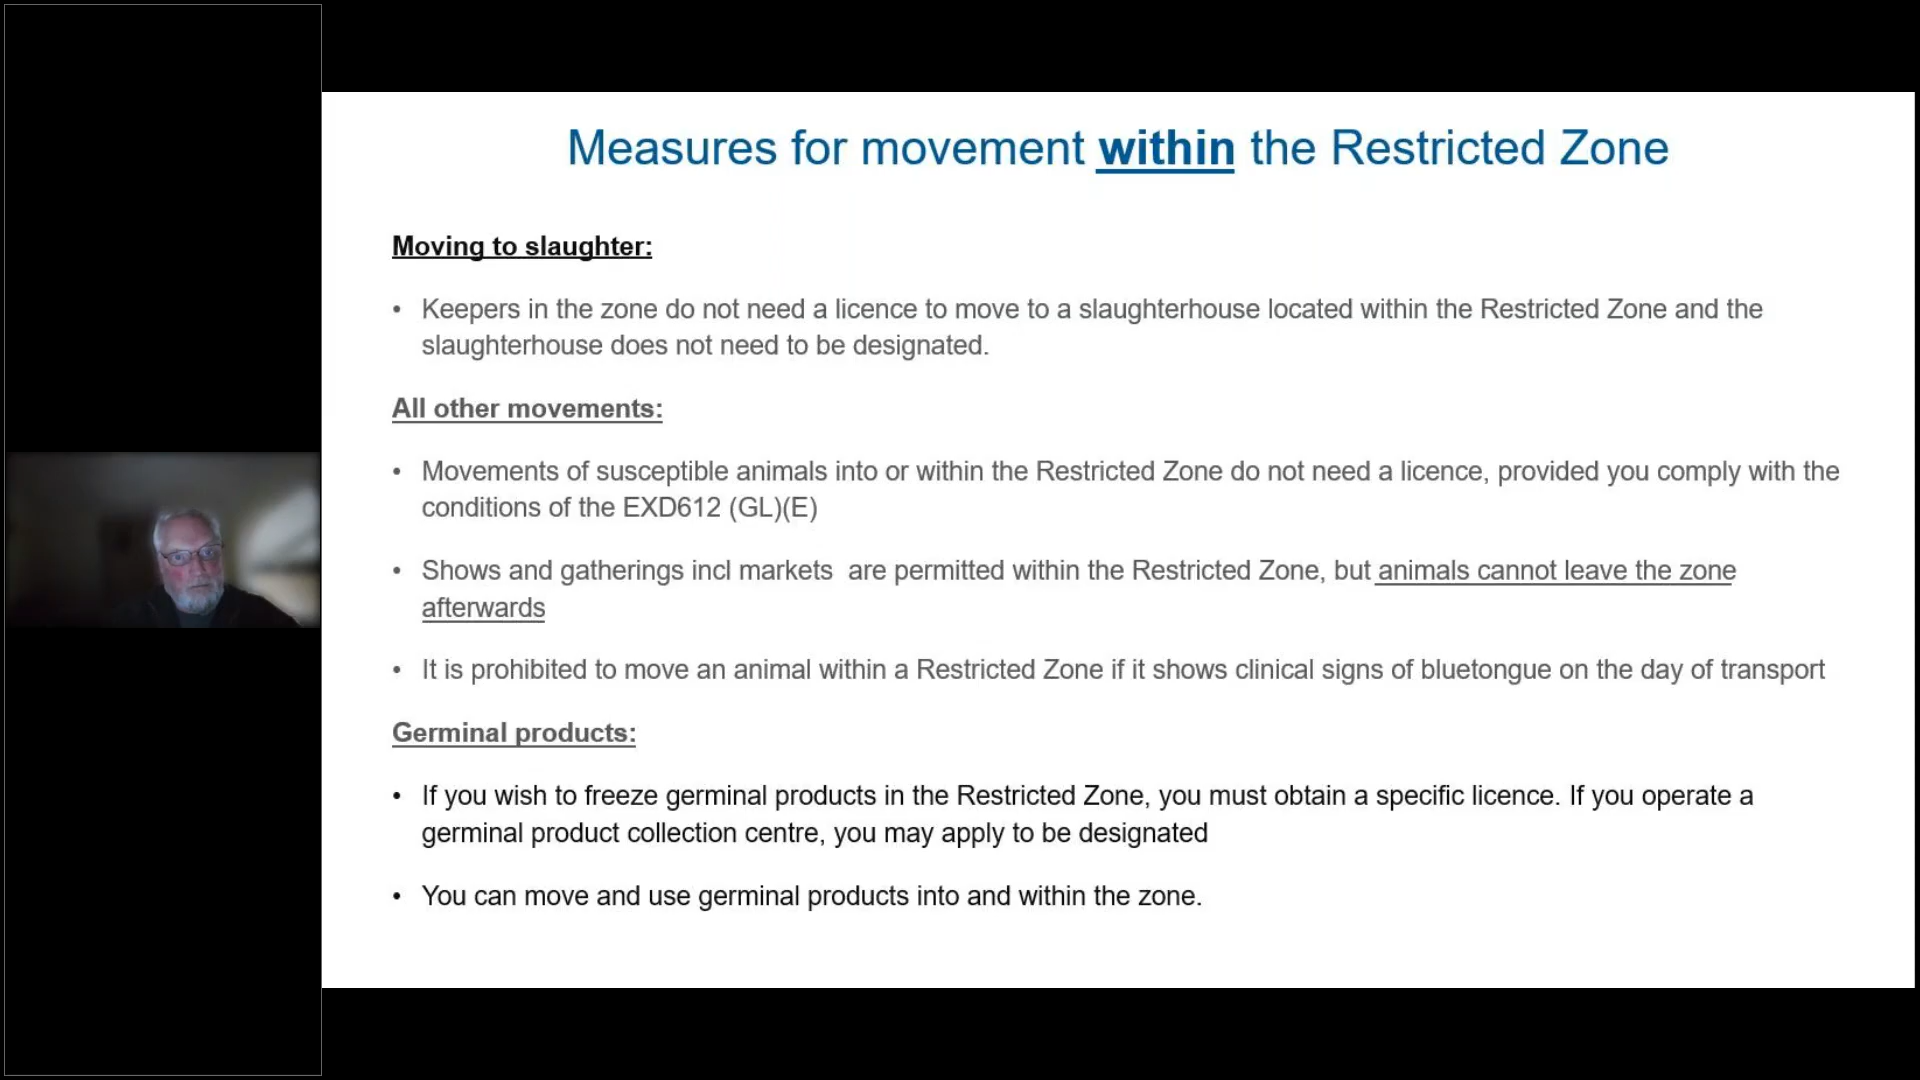 Measures for movement within the Restricted Zone
Moving to slaughter:
• Keepers in the zone do not need a licence to move to a slaughterhouse located within the Restricted Zone and the
slaughterhouse does not need to be designated.
All other movements:
• Movements of susceptible animals into or within the Restricted Zone do not need a licence, provided you comply with the
conditions of the EXD612 (GL)(E)
• Shows and gatherings incl markets  are permitted within the Restricted Zone, but animals cannot leave the zone
afterwards
• It is prohibited to move an animal within a Restricted Zone if it shows clinical signs of bluetongue on the day of transport
Germinal products:
• If you wish to freeze germinal products in the Restricted Zone, you must obtain a specific licence. If you operate a
germinal product collection centre, you may apply to be designated
• You can move and use germinal products into and within the zone.